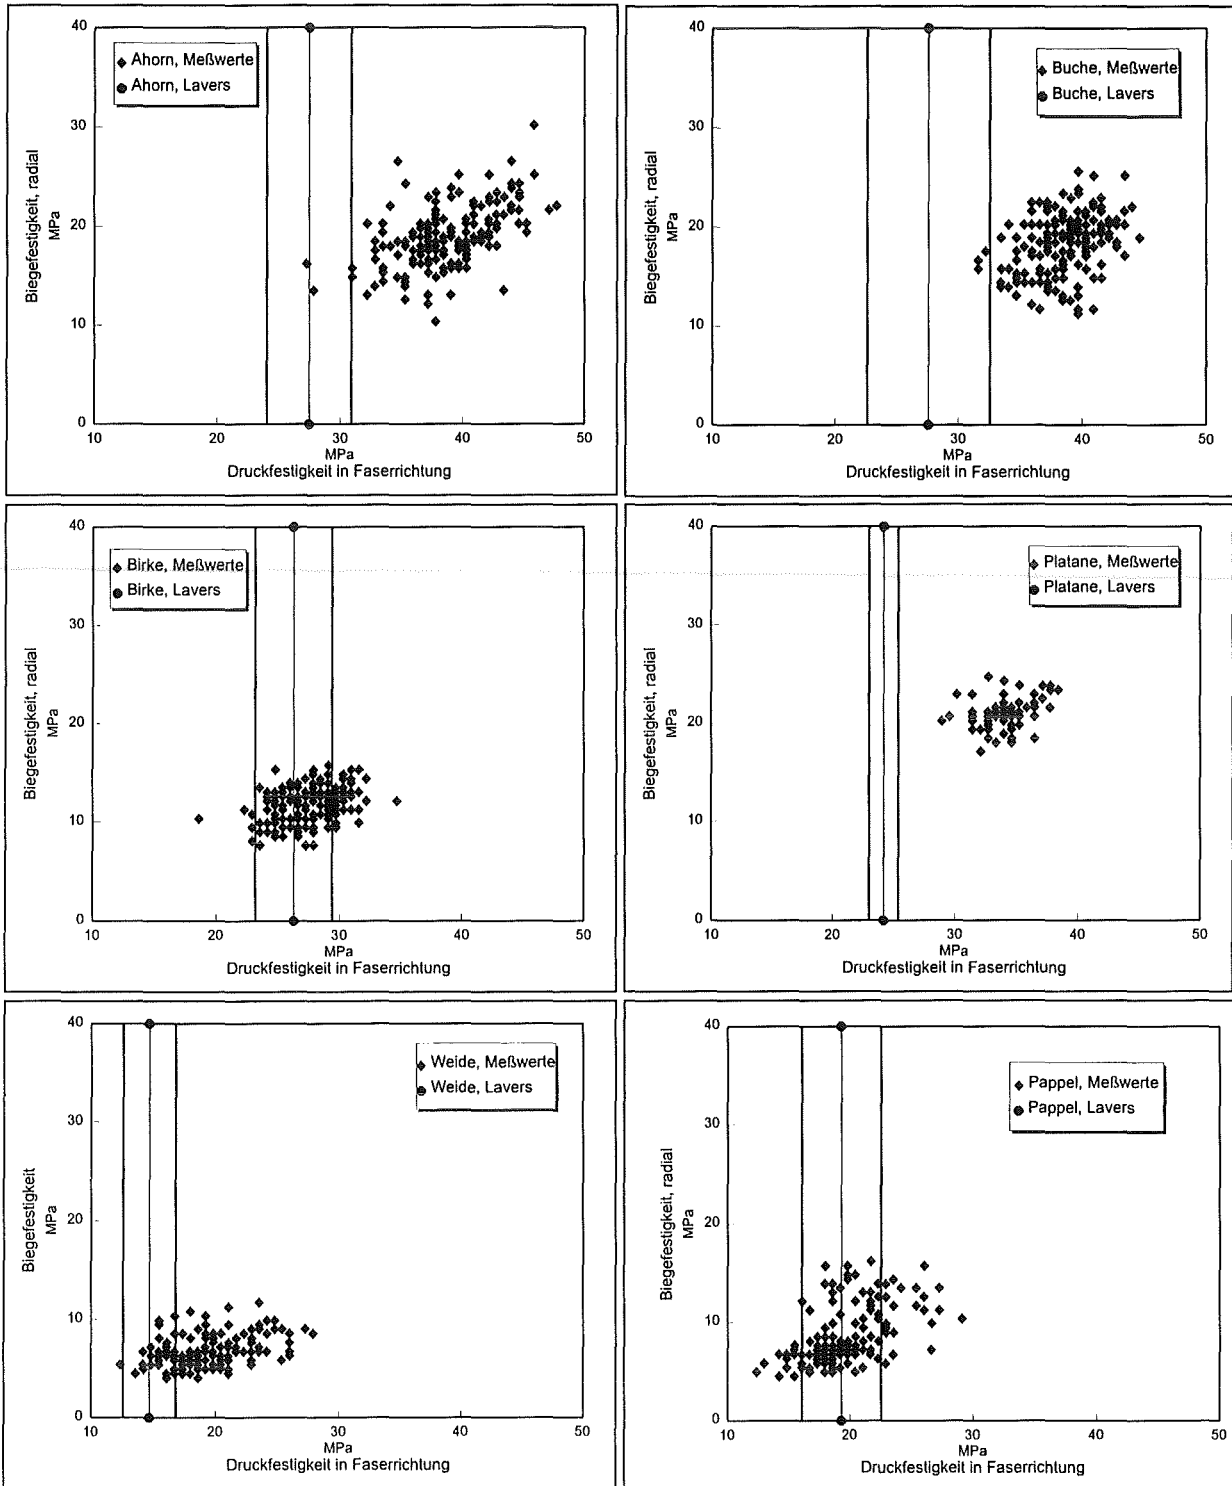 40
30
20
10
0
Biegefestigkeit, radial
MPa
Ahorn, Meßwerte
Ahorn, Lavers
10 20 30 40 50
MPa
Druckfestigkeit in Faserrichtung
40
30
20
10
0
Biegefestigkeit, radial
MPa
Buche, Meßwerte
Buche, Lavers
10 20 30 40 50
MPa
Druckfestigkeit in Faserrichtung
40
30
20
10
0
Biegefestigkeit, radial
MPa
Birke, Meßwerte
Birke, Lavers
10 20 30 40 50
MPa
Druckfestigkeit in Faserrichtung
40
30
20
10
0
Biegefestigkeit, radial
MPa
Platane, Meßwerte
Platane, Lavers
10 20 30 40 50
MPa
Druckfestigkeit in Faserrichtung
40
30
20
10
0
Biegefestigkeit
MPa
Weide, Meßwerte
Weide, Lavers
10 20 30 40 50
MPa
Druckfestigkeit in Faserrichtung
40
30
20
10
0
Biegefestigkeit, radial
MPa
Pappel, Meßwerte
Pappel, Lavers
10 20 30 40 50
MPa
Druckfestigkeit in Faserrichtung